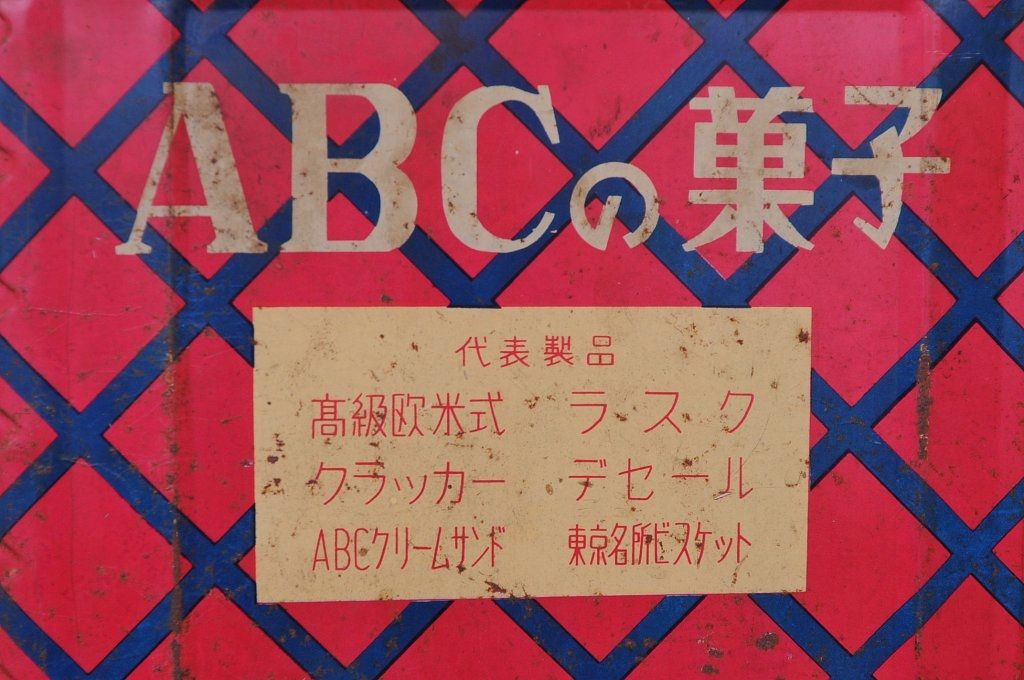 ABCの菓子
代表製品
高級欧米式 ラスク
クラッカー デセール
ABCクリームサンド 東京名所ビスケット